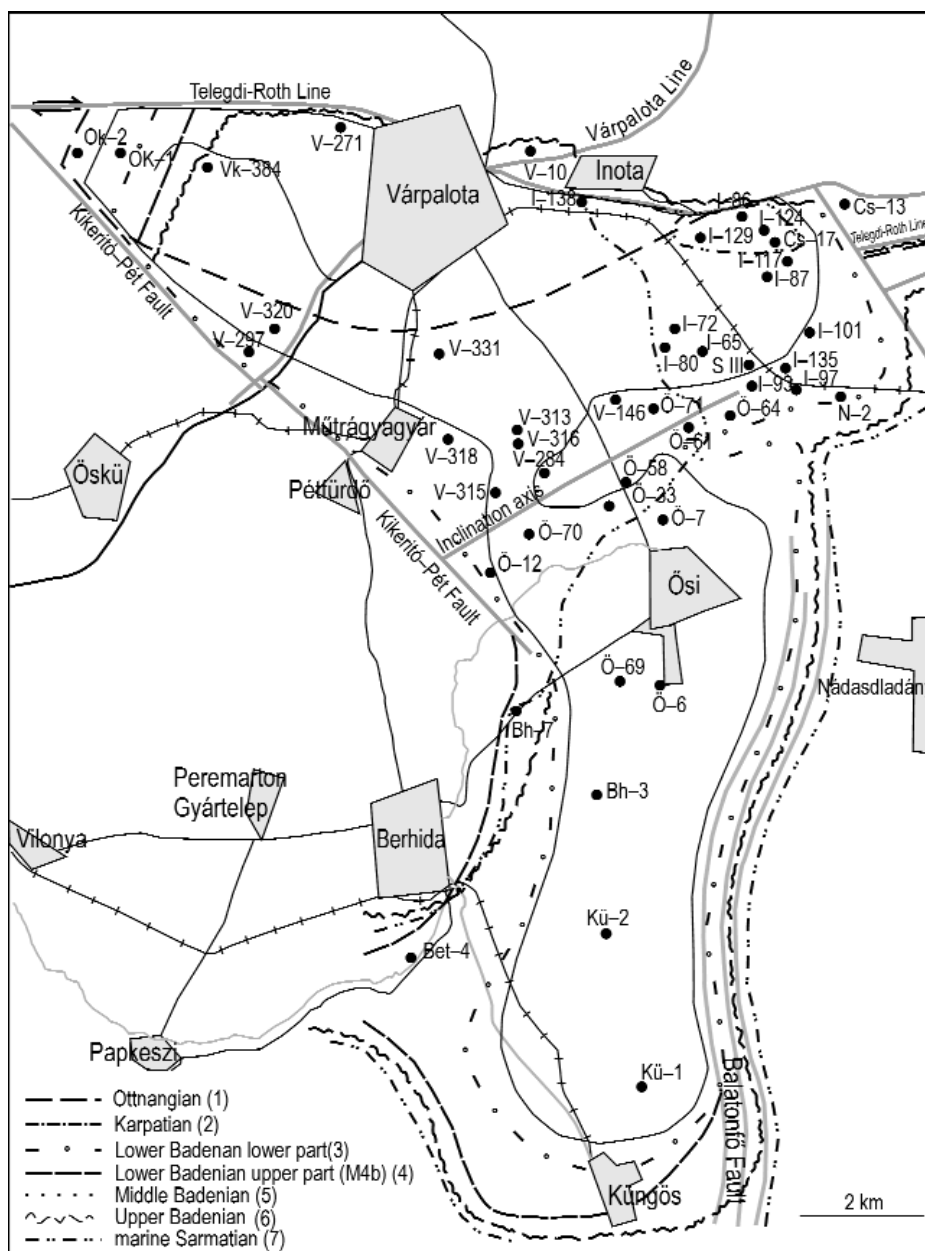 Telegdi-Roth Line
Várpalota Line
Ok–2
OK–1
V–271
Vk–384
V–10
Inota
Várpalota
I–138
I–86
I–124
Cs–13
I–129
Cs–17
Telegdi-Roth Line
I–117
I–87
Kikeritó–Pét Fault
V–320
V–297
V–331
I–72
I–65
I–101
I–80
S III
I–135
I–93
I–97
N–2
V–146
Ö–71
Ö–64
Műtrágyagyár
V–313
V–316
Ö–61
V–318
V–284
Öskü
Ö–58
Pétfürdő
V–315
Inclination axis
Ö–33
Ö–7
Kikeritó–Pét Fault
Ö–70
Ö–12
Ősi
Ö–69
Ö–6
Nádasdladány
Bh–7
Peremarton
Gyártelep
Bh–3
Vilonya
Berhida
Kü–2
Bet–4
Papkeszi
Kü–1
Balatonfő Fault
Küngös
Ottnangian (1)
Karpatian (2)
Lower Badenan lower part(3)
Lower Badenian upper part (M4b) (4)
Middle Badenian (5)
Upper Badenian (6)
marine Sarmatian (7)
2 km